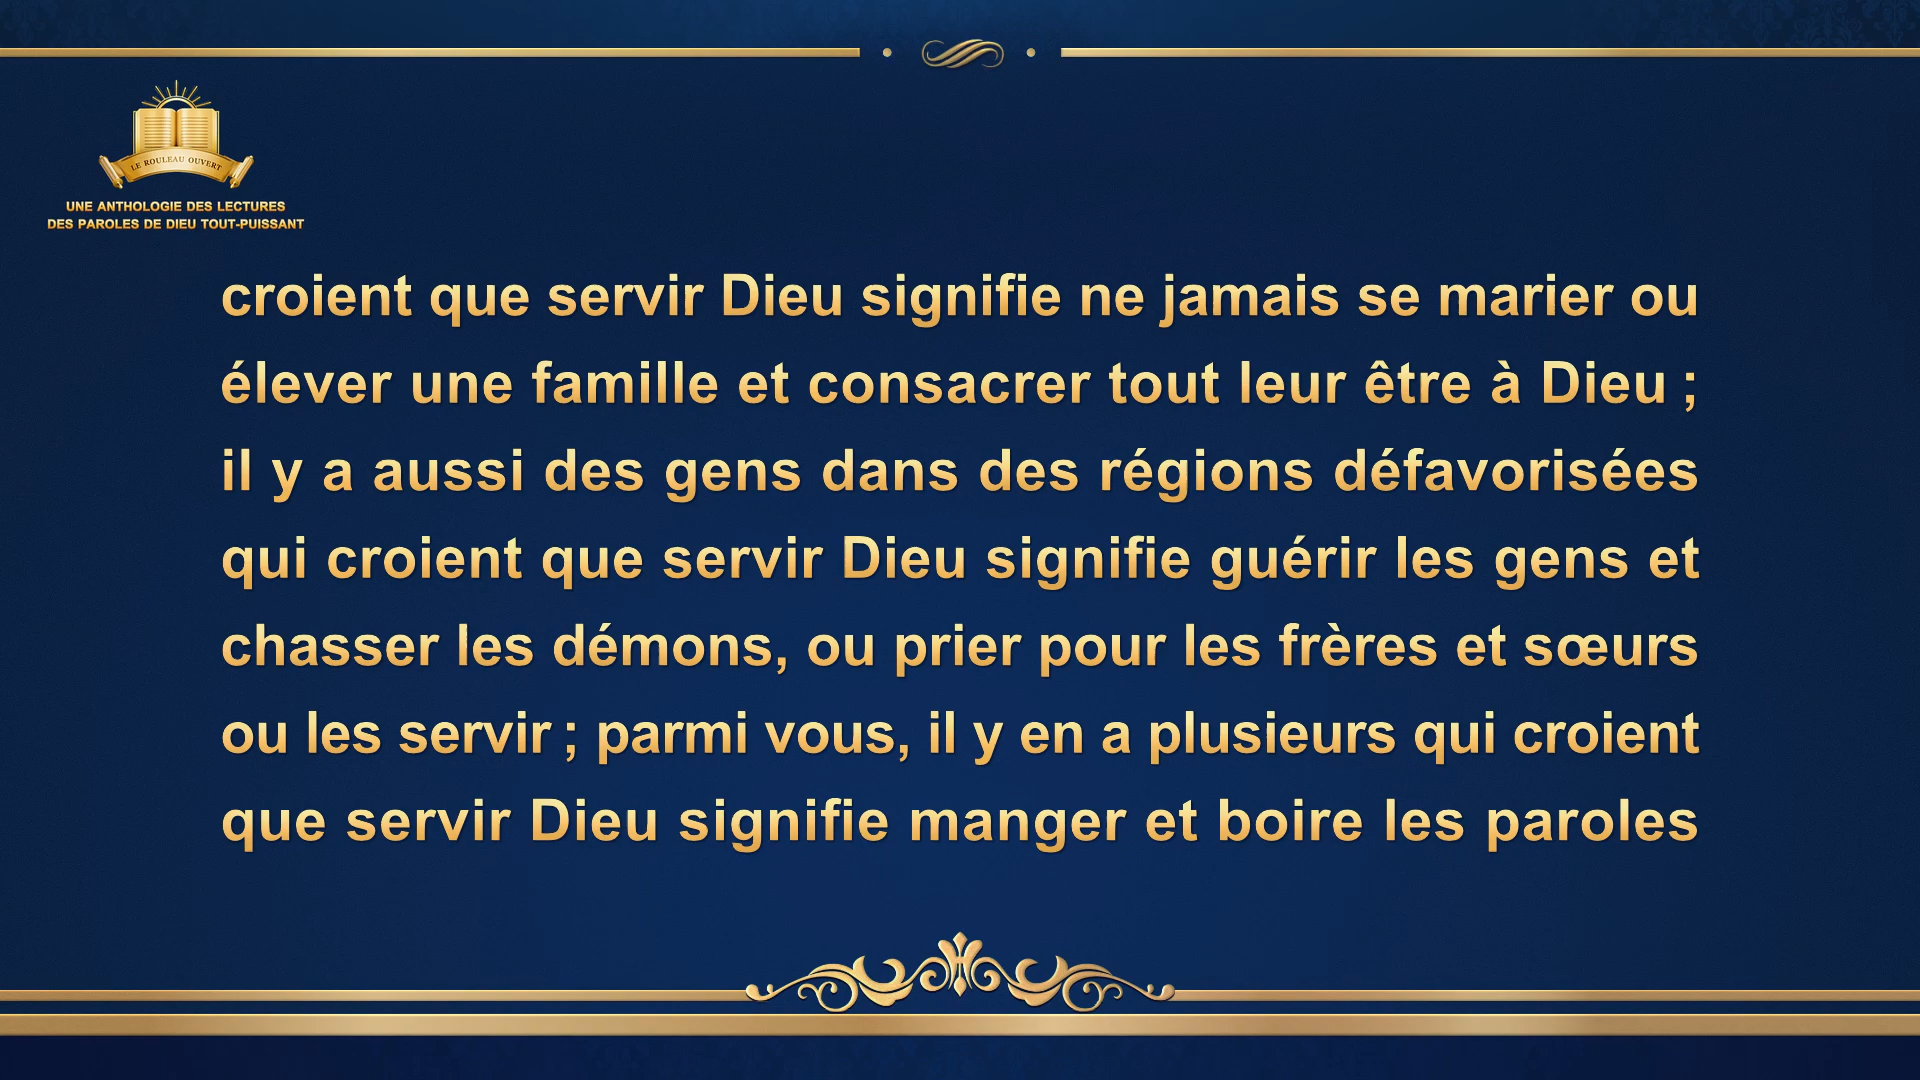 LE ROULEAU OUVERT
UNE ANTHOLOGIE DES LECTURES
DES PAROLES DE DIEU TOUT-PUISSANT
croient que servir Dieu signifie ne jamais se marier ou
élever une famille et consacrer tout leur être à Dieu ;
il y a aussi des gens dans des régions défavorisées
qui croient que servir Dieu signifie guérir les gens et
chasser les démons, ou prier pour les frères et sœurs
ou les servir ; parmi vous, il y en a plusieurs qui croient
que servir Dieu signifie manger et boire les paroles